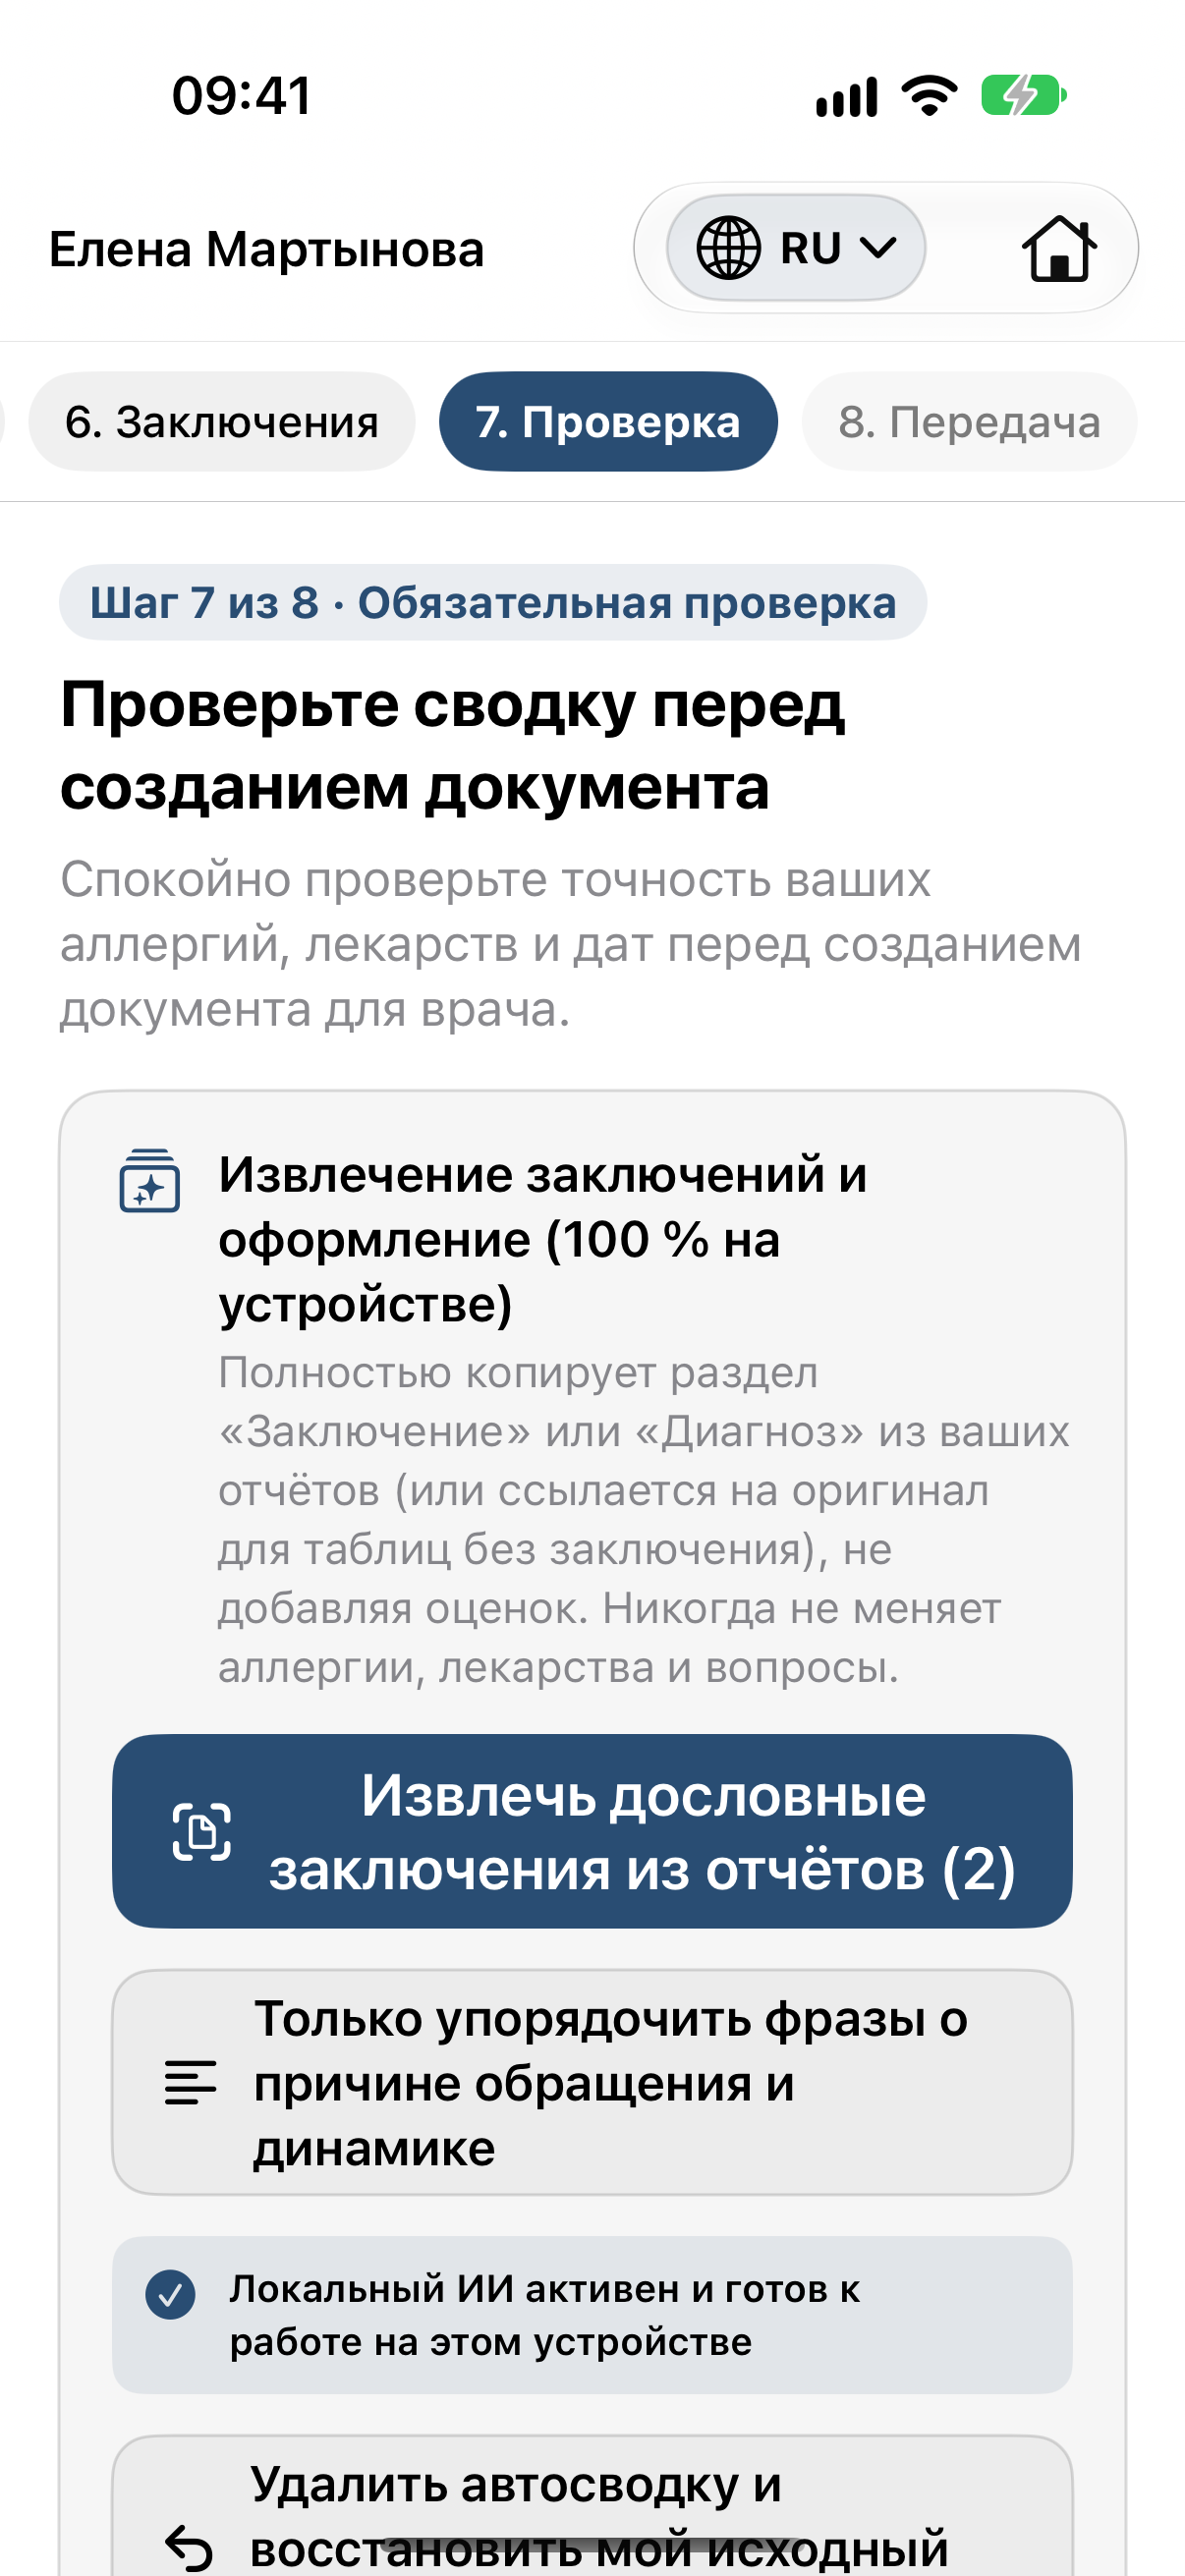 09:41
Елена Мартынова
RU
6. Заключения
7. Проверка
8. Передача
Шаг 7 из 8 · Обязательная проверка
Проверьте сводку перед
созданием документа
Спокойно проверьте точность ваших
аллергий, лекарств и дат перед созданием
документа для врача.
Извлечение заключений и
оформление (100 % на
устройстве)
Полностью копирует раздел
«Заключение» или «Диагноз» из ваших
отчётов (или ссылается на оригинал
для таблиц без заключения), не
добавляя оценок. Никогда не меняет
аллергии, лекарства и вопросы.
Извлечь дословные
заключения из отчётов (2)
Только упорядочить фразы о
причине обращения и
динамике
Локальный ИИ активен и готов к
работе на этом устройстве
Удалить автосводку и
восстановить мой исходный